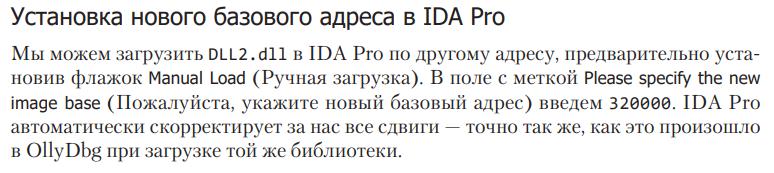 Установка нового базового адреса в IDA Pro
Мы можем загрузить DLL2.dll в IDA Pro по другому адресу, предварительно уста-
новив флажок Manual Load (Ручная загрузка). В поле с меткой Please specify the new
image base (Пожалуйста, укажите новый базовый адрес) введем 320000. IDA Pro
автоматически скорректирует за нас все сдвиги — точно так же, как это произошло
в OllyDbg при загрузке той же библиотеки.